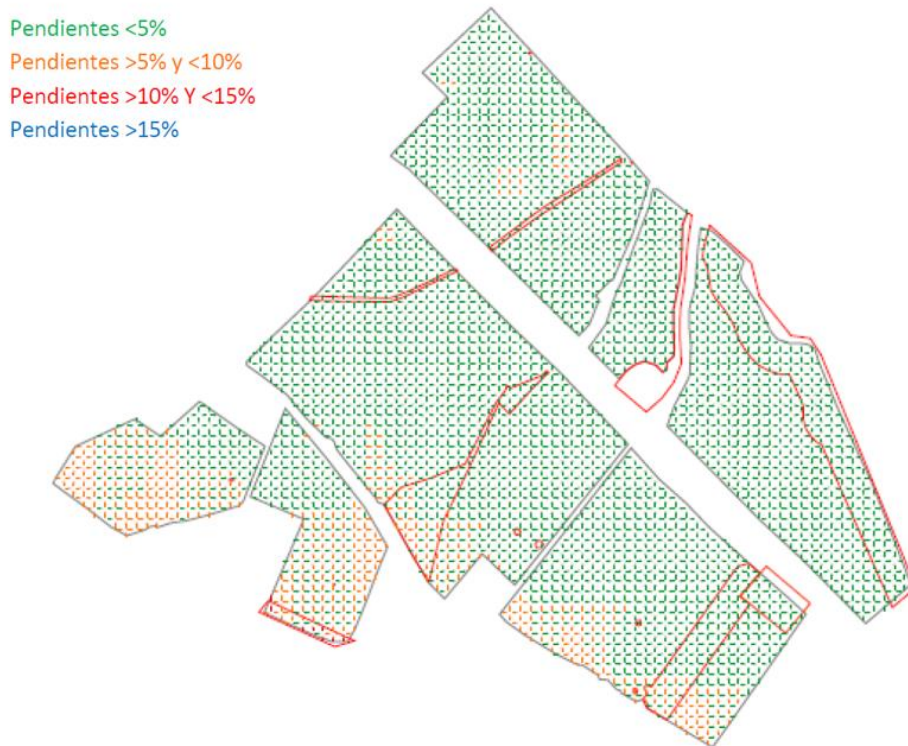 Pendientes <5%
Pendientes >5% y <10%
Pendientes >10% Y <15%
Pendientes >15%